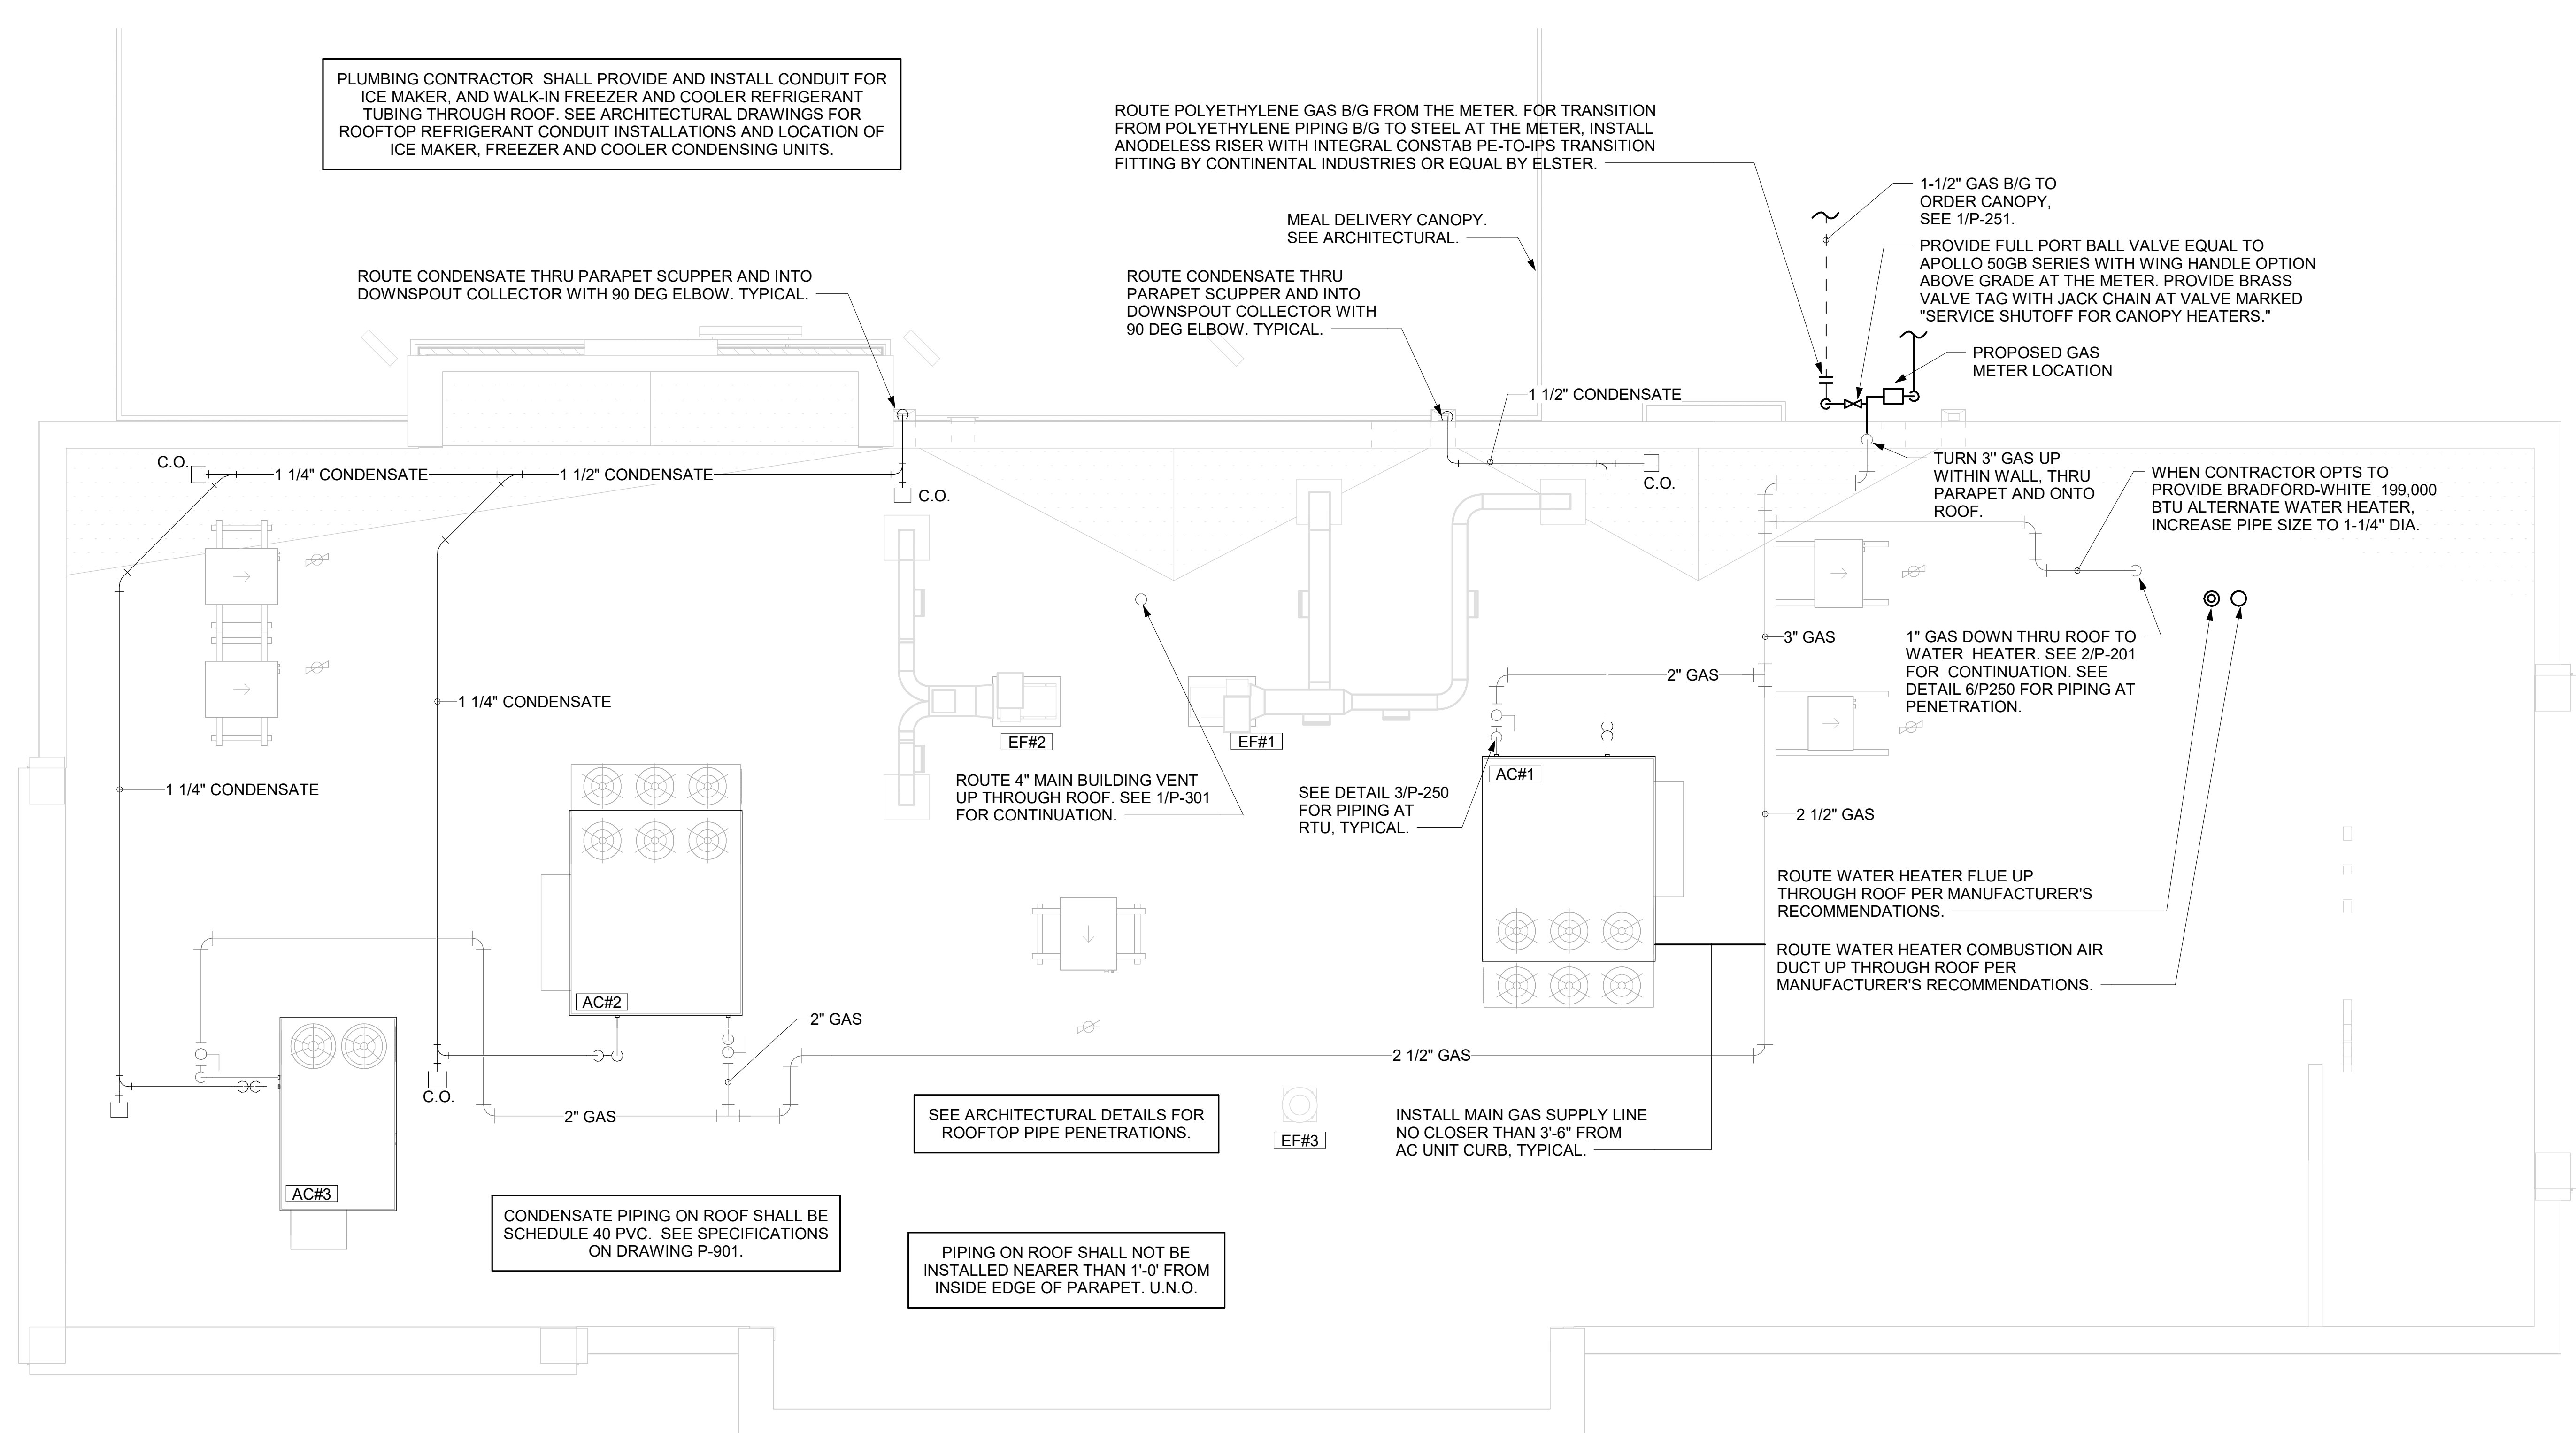 PLUMBING CONTRACTOR SHALL PROVIDE AND INSTALL CONDUIT FOR
ICE MAKER, AND WALK-IN FREEZER AND COOLER REFRIGERANT
TUBING THROUGH ROOF. SEE ARCHITECTURAL DRAWINGS FOR
ROOFTOP REFRIGERANT CONDUIT INSTALLATIONS AND LOCATION OF
ICE MAKER, FREEZER AND COOLER CONDENSING UNITS.
ROUTE POLYETHYLENE GAS B/G FROM THE METER. FOR TRANSITION
FROM POLYETHYLENE PIPING B/G TO STEEL AT THE METER, INSTALL
ANODELESS RISER WITH INTEGRAL CONSTAB PE-TO-IPS TRANSITION
FITTING BY CONTINENTAL INDUSTRIES OR EQUAL BY ELSTER.
1-1/2" GAS B/G TO
ORDER CANOPY,
SEE 1/P-251.
MEAL DELIVERY CANOPY.
SEE ARCHITECTURAL.
PROVIDE FULL PORT BALL VALVE EQUAL TO
APOLLO 50GB SERIES WITH WING HANDLE OPTION
ABOVE GRADE AT THE METER. PROVIDE BRASS
VALVE TAG WITH JACK CHAIN AT VALVE MARKED
"SERVICE SHUTOFF FOR CANOPY HEATERS."
ROUTE CONDENSATE THRU PARAPET SCUPPER AND INTO
DOWNSPOUT COLLECTOR WITH 90 DEG ELBOW. TYPICAL.
ROUTE CONDENSATE THRU
PARAPET SCUPPER AND INTO
DOWNSPOUT COLLECTOR WITH
90 DEG ELBOW. TYPICAL.
PROPOSED GAS
METER LOCATION
1 1/2" CONDENSATE
C.O.
1 1/4" CONDENSATE
1 1/2" CONDENSATE
C.O.
C.O.
TURN 3" GAS UP
WITHIN WALL, THRU
PARAPET AND ONTO
ROOF.
WHEN CONTRACTOR OPTS TO
PROVIDE BRADFORD-WHITE 199,000
BTU ALTERNATE WATER HEATER,
INCREASE PIPE SIZE TO 1-1/4" DIA.
3" GAS
1" GAS DOWN THRU ROOF TO
WATER HEATER. SEE 2/P-201
FOR CONTINUATION. SEE
DETAIL 6/P250 FOR PIPING AT
PENETRATION.
2" GAS
1 1/4" CONDENSATE
EF#2
EF#1
AC#1
1 1/4" CONDENSATE
ROUTE 4" MAIN BUILDING VENT
UP THROUGH ROOF. SEE 1/P-301
FOR CONTINUATION.
SEE DETAIL 3/P-250
FOR PIPING AT
RTU, TYPICAL.
2 1/2" GAS
ROUTE WATER HEATER FLUE UP
THROUGH ROOF PER MANUFACTURER'S
RECOMMENDATIONS.
ROUTE WATER HEATER COMBUSTION AIR
DUCT UP THROUGH ROOF PER
MANUFACTURER'S RECOMMENDATIONS.
AC#2
2" GAS
2 1/2" GAS
C.O.
2" GAS
SEE ARCHITECTURAL DETAILS FOR
ROOFTOP PIPE PENETRATIONS.
EF#3
INSTALL MAIN GAS SUPPLY LINE
NO CLOSER THAN 3'-6" FROM
AC UNIT CURB, TYPICAL.
AC#3
CONDENSATE PIPING ON ROOF SHALL BE
SCHEDULE 40 PVC. SEE SPECIFICATIONS
ON DRAWING P-901.
PIPING ON ROOF SHALL NOT BE
INSTALLED NEARER THAN 1'-0' FROM
INSIDE EDGE OF PARAPET. U.N.O.